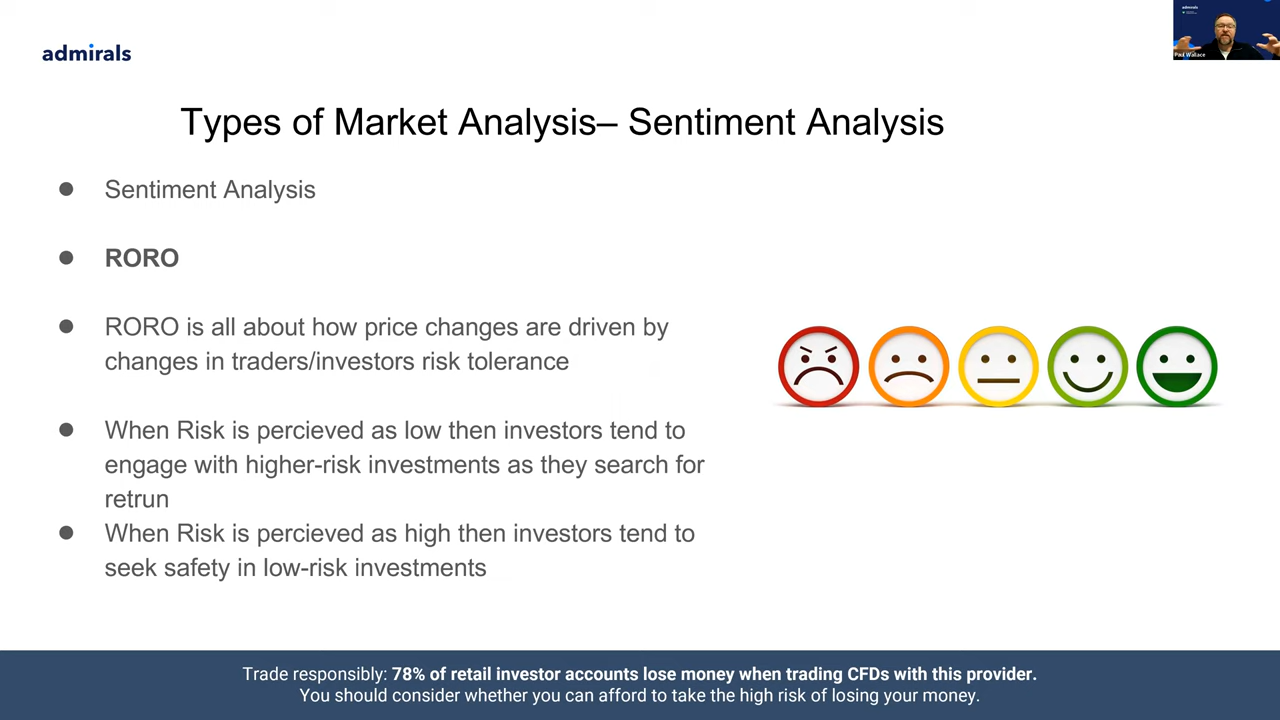 admirals
admirals
Paul Wallace
Types of Market Analysis– Sentiment Analysis
● Sentiment Analysis
● RORO
● RORO is all about how price changes are driven by
changes in traders/investors risk tolerance
● When Risk is percieved as low then investors tend to
engage with higher-risk investments as they search for
retrun
● When Risk is percieved as high then investors tend to
seek safety in low-risk investments
Trade responsibly: 78% of retail investor accounts lose money when trading CFDs with this provider.
You should consider whether you can afford to take the high risk of losing your money.